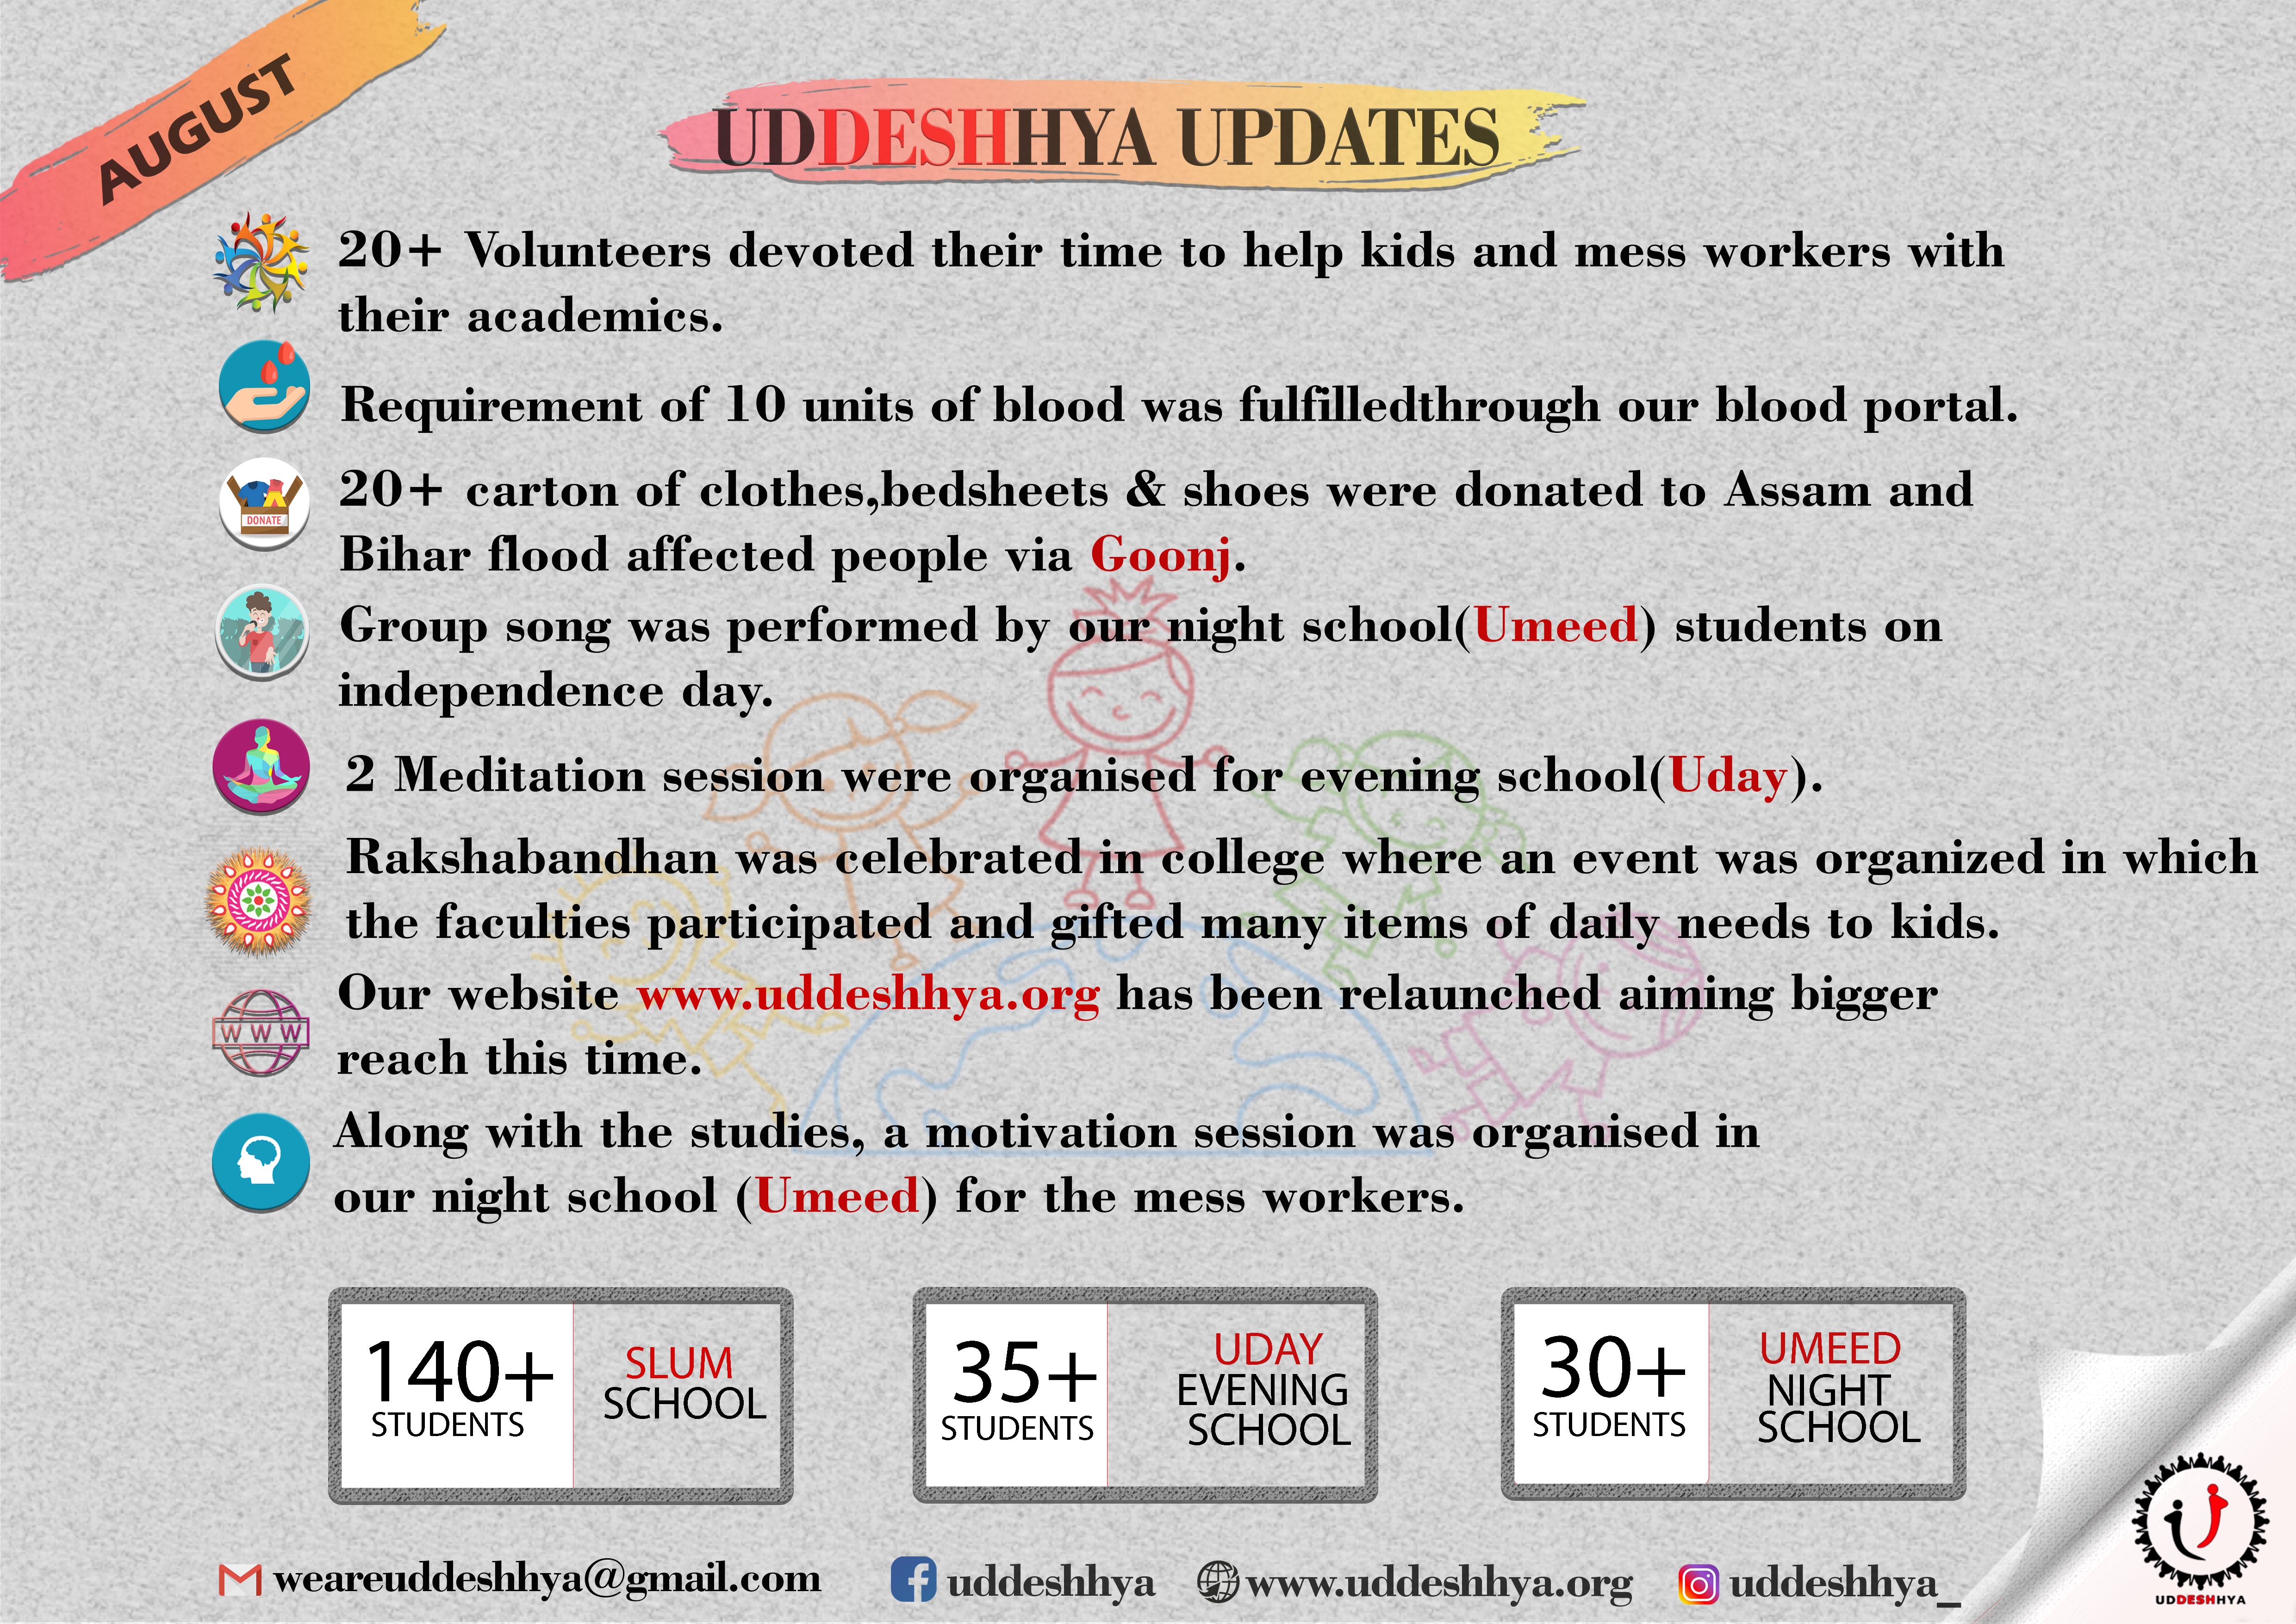 AUGUST
UDDESHHYA UPDATES
20+ Volunteers devoted their time to help kids and mess workers with
their academics.
Requirement of 10 units of blood was fulfilledthrough our blood portal.
DONATE
20+ carton of clothes,bedsheets & shoes were donated to Assam and
Bihar flood affected people via Goonj.
Group song was performed by our night school(Umeed) students on
independence day.
2 Meditation session were organised for evening school(Uday).
Rakshabandhan was celebrated in college where an event was organized in which
the faculties participated and gifted many items of daily needs to kids.
WWW
Our website www.uddeshhya.org has been relaunched aiming bigger
reach this time.
Along with the studies, a motivation session was organised in
our night school (Umeed) for the mess workers.
140+
STUDENTS
SLUM
SCHOOL
35+
STUDENTS
UDAY
EVENING
SCHOOL
30+
STUDENTS
UMEED
NIGHT
SCHOOL
weareuddeshhya@gmail.com
uddeshhya
www.uddeshhya.org
uddeshhya_
UDDESHHYA